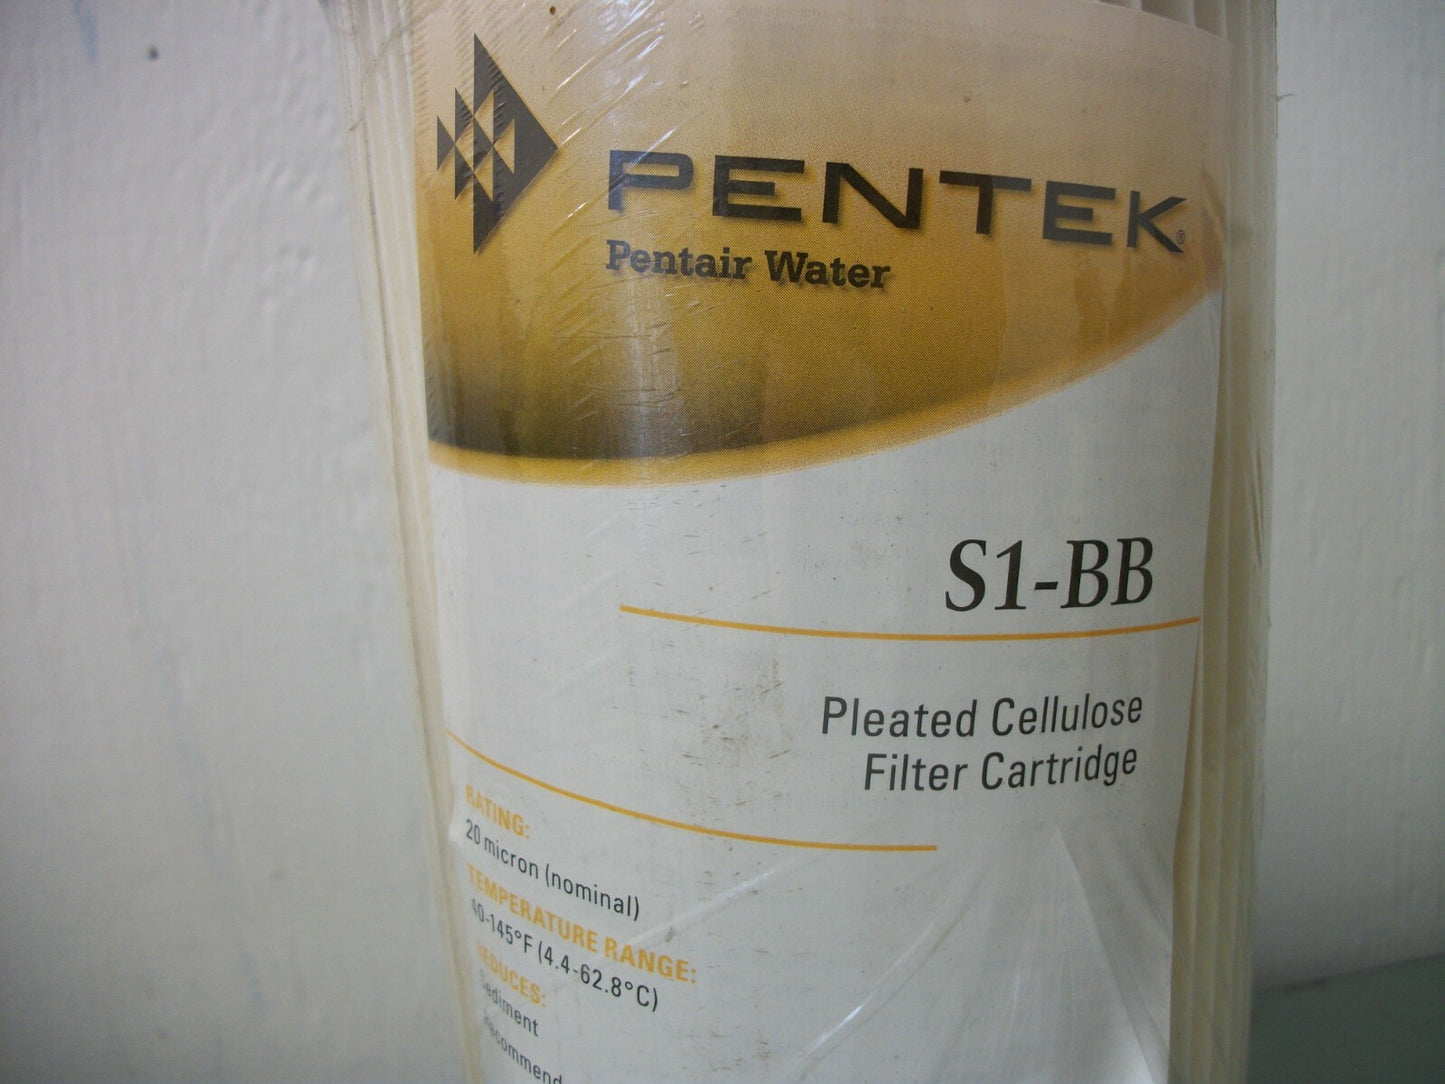 PENTEK®
Pentair Water
S1-BB
Pleated Cellulose
Filter Cartridge
RATING:
20 micron (nominal)
TEMPERATURE RANGE:
40-145°F (4.4-62.8°C)
REDUCES:
Sediment
Recommend